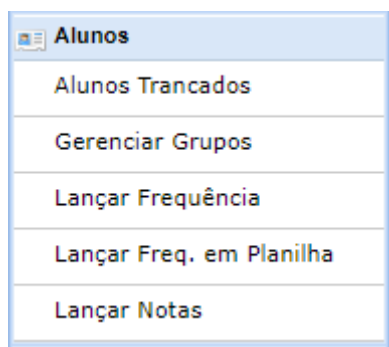 Alunos
Alunos Trancados
Gerenciar Grupos
Lançar Frequência
Lançar Freq. em Planilha
Lançar Notas